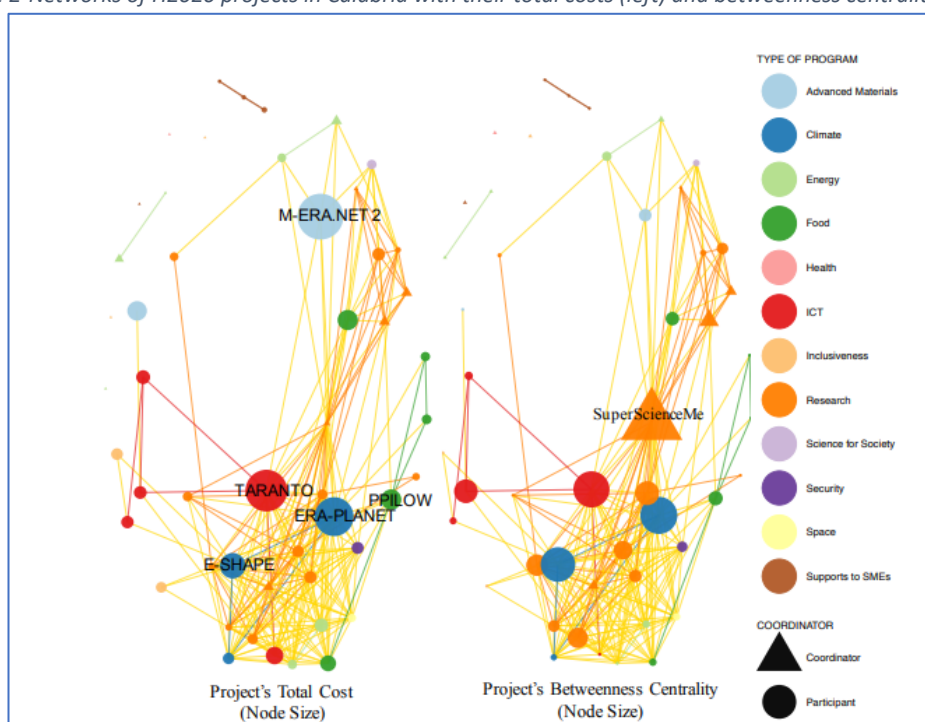 Networks of H2020 projects in Calabria with their total costs (left) and betweenness
M-ERA.NET 2
TARANTO
PPILOW
ERA-PLANET
E-SHAPE
Project's Total Cost
(Node Size)
SuperScienceMe
Project's Betweenness Centrality
(Node Size)
TYPE OF PROGRAM
Advanced Materials
Climate
Energy
Food
Health
ICT
Inclusiveness
Research
Science for Society
Security
Space
Supports to SMEs
COORDINATOR
Coordinator
Participant